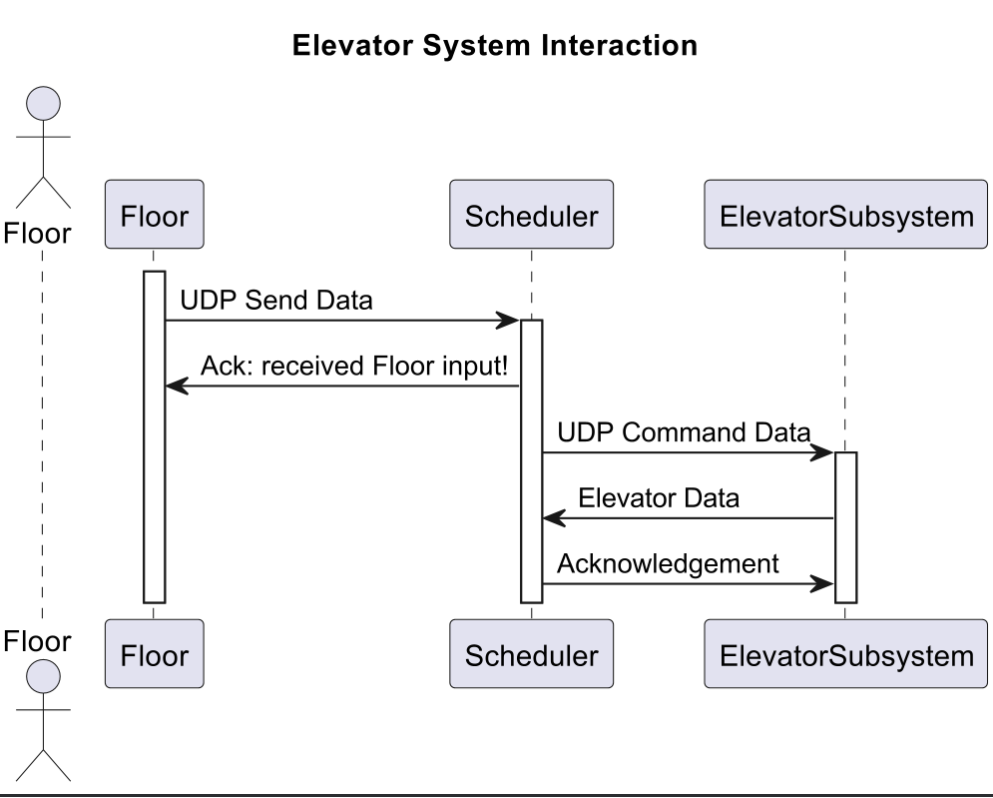 Elevator System Interaction
Floor
Floor
Scheduler
ElevatorSubsystem
UDP Send Data
Ack: received Floor input!
UDP Command Data
Elevator Data
Acknowledgement
Floor
Floor
Scheduler
ElevatorSubsystem